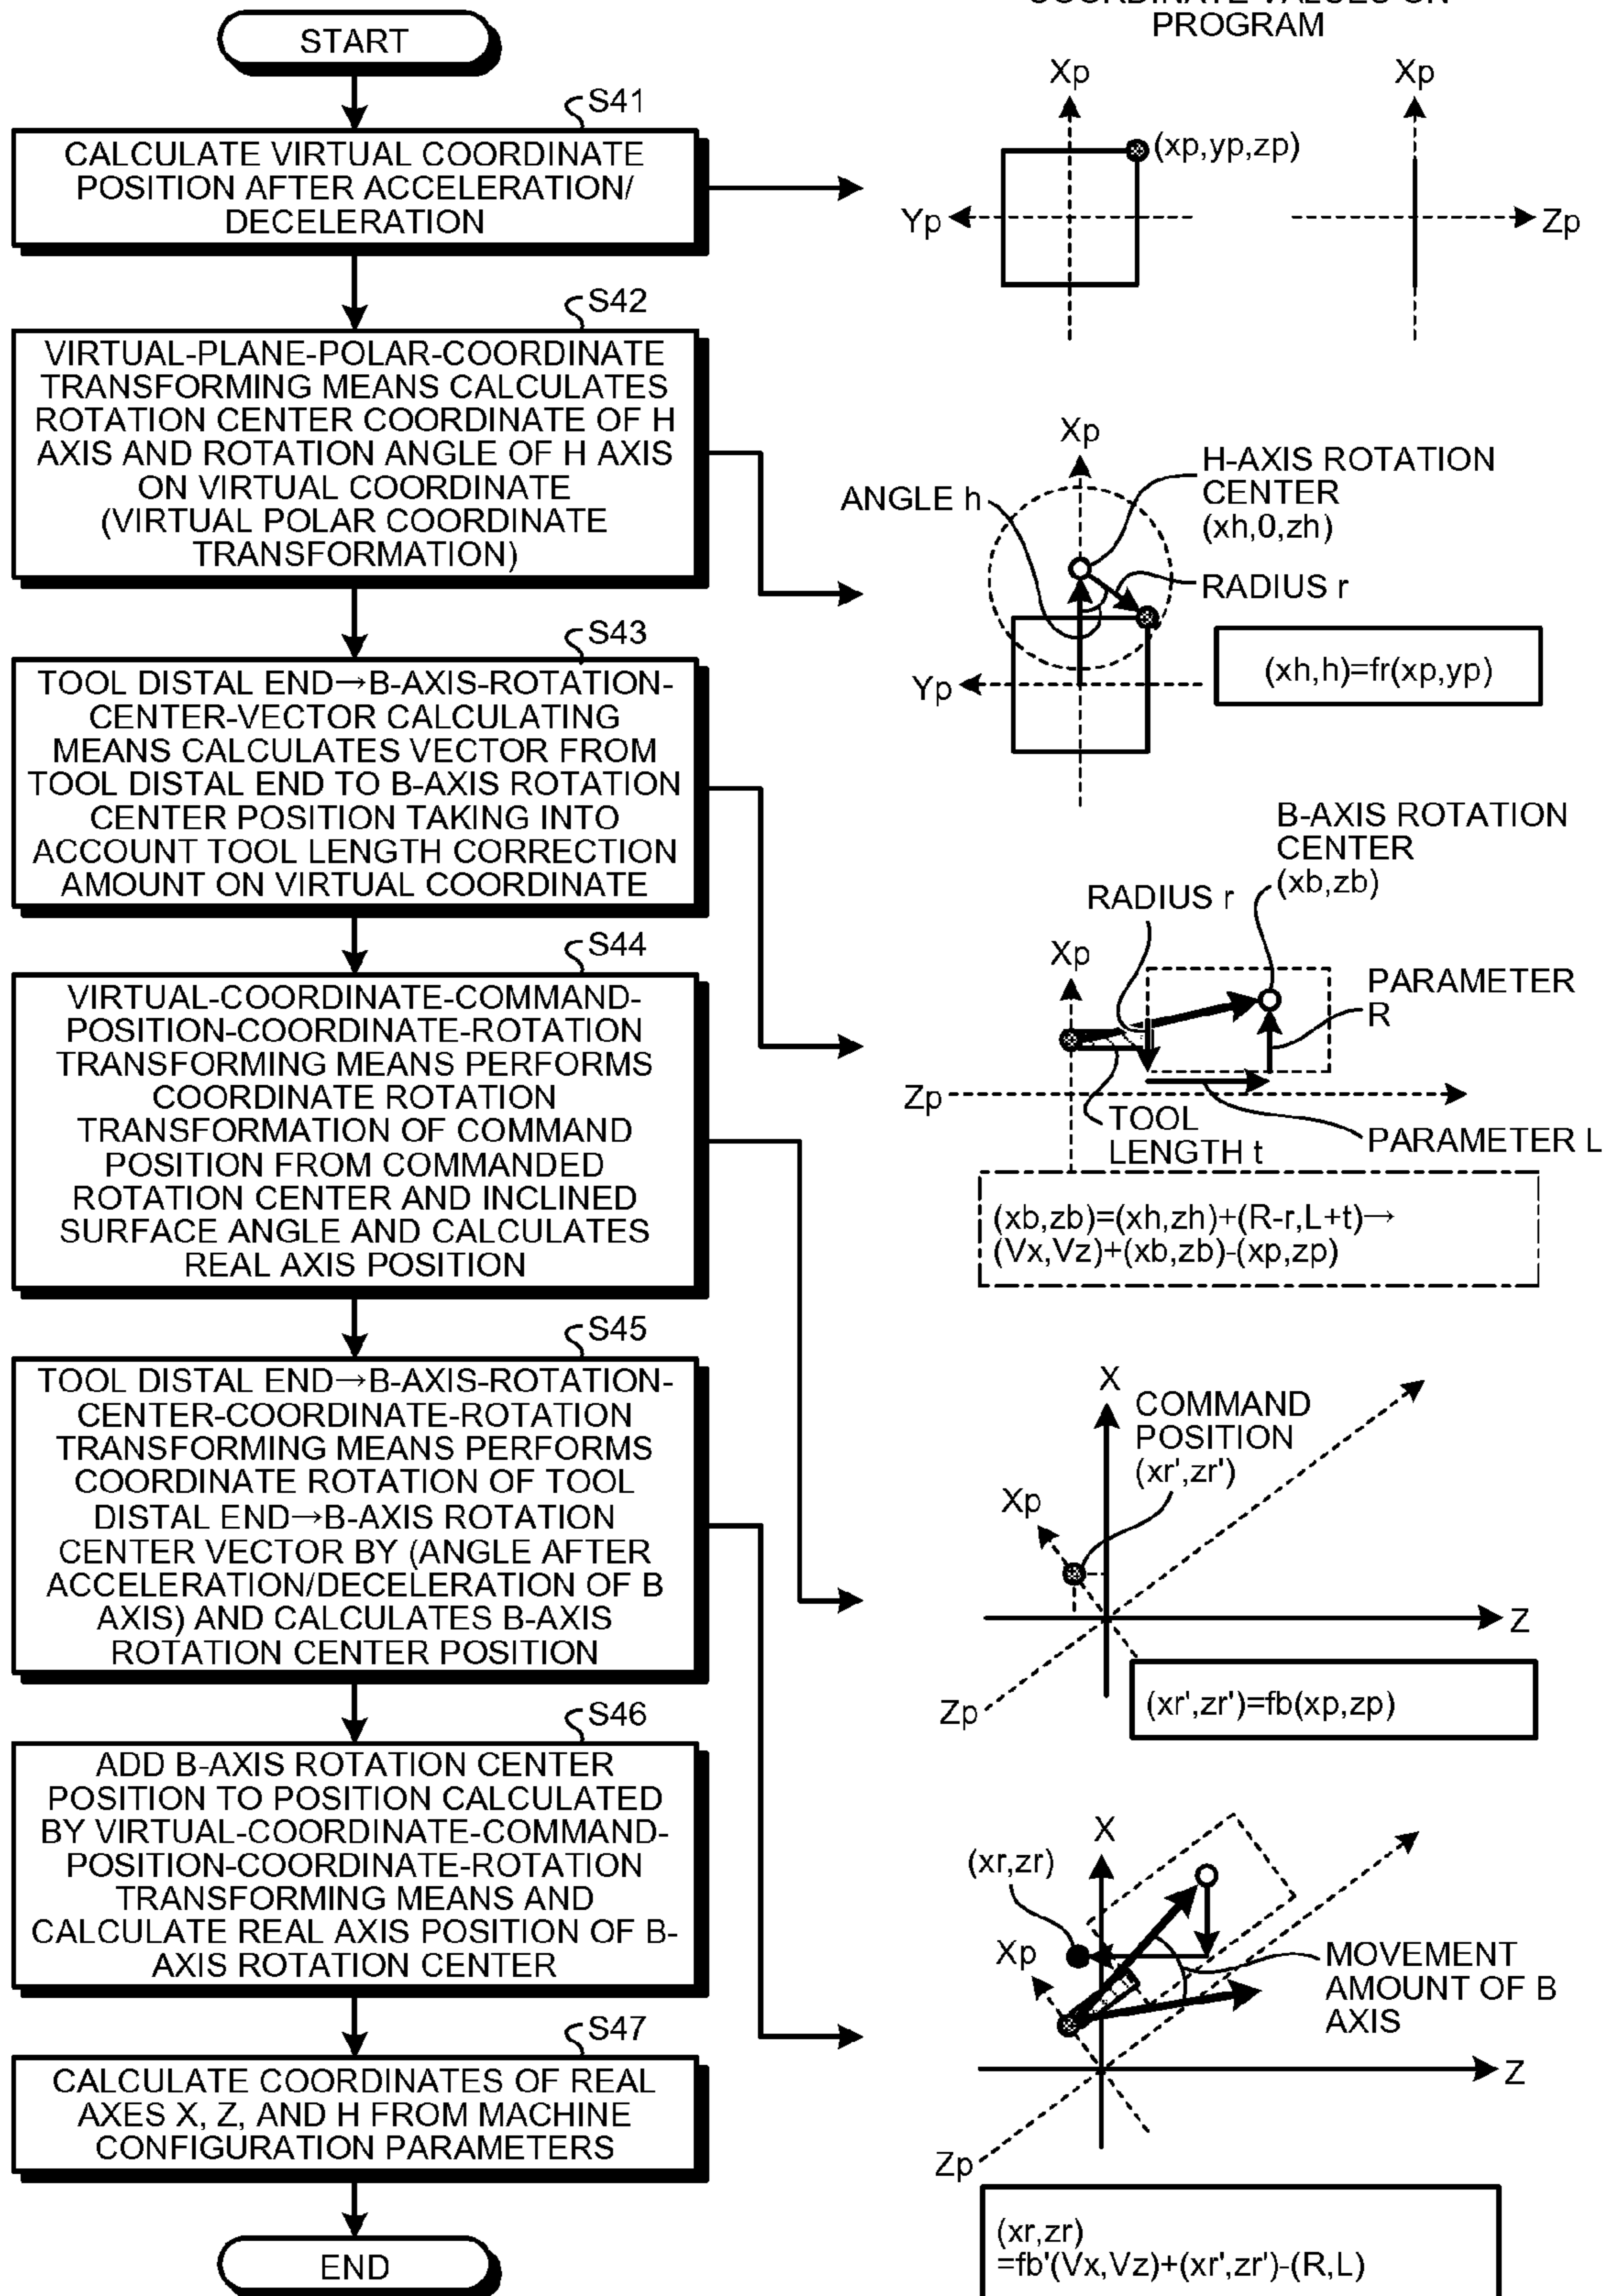 START
S41
CALCULATE VIRTUAL COORDINATE
POSITION AFTER ACCELERATION/
DECELERATION
S42
VIRTUAL-PLANE-POLAR-COORDINATE
TRANSFORMING MEANS CALCULATES
ROTATION CENTER COORDINATE OF H
AXIS AND ROTATION ANGLE OF H AXIS
ON VIRTUAL COORDINATE
(VIRTUAL POLAR COORDINATE
TRANSFORMATION)
S43
TOOL DISTAL END→B-AXIS-ROTATION-
CENTER-VECTOR CALCULATING
MEANS CALCULATES VECTOR FROM
TOOL DISTAL END TO B-AXIS ROTATION
CENTER POSITION TAKING INTO
ACCOUNT TOOL LENGTH CORRECTION
AMOUNT ON VIRTUAL COORDINATE
S44
VIRTUAL-COORDINATE-COMMAND-
POSITION-COORDINATE-ROTATION
TRANSFORMING MEANS PERFORMS
COORDINATE ROTATION
TRANSFORMATION OF COMMAND
POSITION FROM COMMANDED
ROTATION CENTER AND INCLINED
SURFACE ANGLE AND CALCULATES
REAL AXIS POSITION
S45
TOOL DISTAL END→B-AXIS-ROTATION-
CENTER-COORDINATE-ROTATION
TRANSFORMING MEANS PERFORMS
COORDINATE ROTATION OF TOOL
DISTAL END→B-AXIS ROTATION
CENTER VECTOR BY (ANGLE AFTER
ACCELERATION/DECELERATION OF B
AXIS) AND CALCULATES B-AXIS
ROTATION CENTER POSITION
S46
ADD B-AXIS ROTATION CENTER
POSITION TO POSITION CALCULATED
BY VIRTUAL-COORDINATE-COMMAND-
POSITION-COORDINATE-ROTATION
TRANSFORMING MEANS AND
CALCULATE REAL AXIS POSITION OF B-
AXIS ROTATION CENTER
S47
CALCULATE COORDINATES OF REAL
AXES X, Z, AND H FROM MACHINE
CONFIGURATION PARAMETERS
END
COORDINATE VALUES ON
PROGRAM
Xp
(xp,yp,zp)
Yp
Xp
Zp
Xp
ANGLE h
H-AXIS ROTATION
CENTER
(xh,0,zh)
RADIUS r
Yp
(xh,h)=fr(xp,yp)
B-AXIS ROTATION
CENTER
(xb,zb)
RADIUS r
Xp
PARAMETER
R
Zp
TOOL
LENGTH t
PARAMETER L
(xb,zb)=(xh,zh)+(R-r,L+t)→
(Vx,Vz)+(xb,zb)-(xp,zp)
X
COMMAND
POSITION
(xr',zr')
Xp
Z
Zp
(xr',zr')=fb(xp,zp)
X
(xr,zr)
Xp
MOVEMENT
AMOUNT OF B
AXIS
Z
Zp
(xr,zr)
=fb'(Vx,Vz)+(xr',zr')-(R,L)